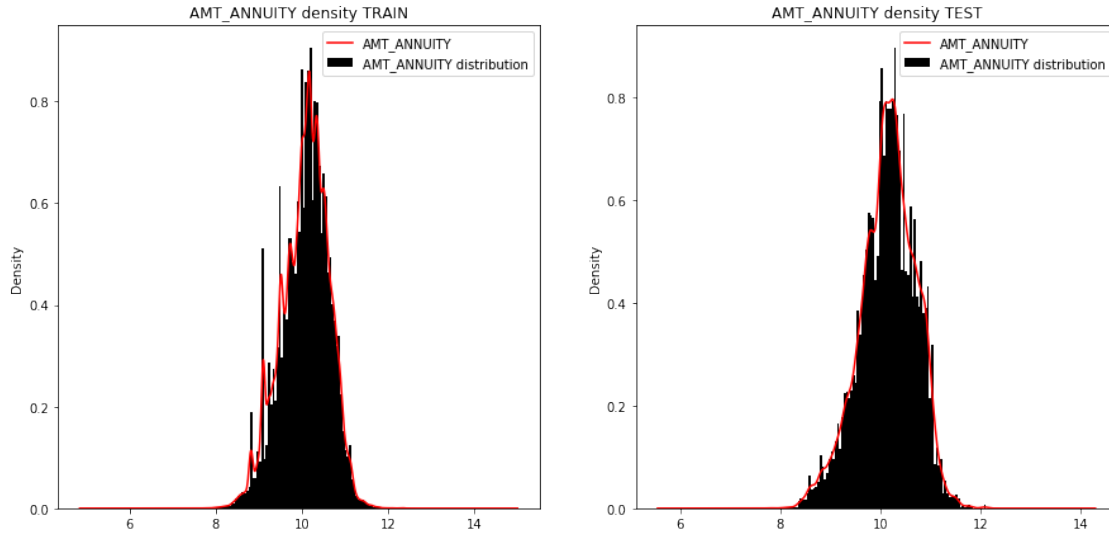 AMT_ANNUITY density TRAIN
AMT_ANNUITY
AMT_ANNUITY distribution
Density
0.8
0.6
0.4
0.2
0.0
6 8 10 12 14
AMT_ANNUITY density TEST
AMT_ANNUITY
AMT_ANNUITY distribution
Density
0.8
0.6
0.4
0.2
0.0
6 8 10 12 14